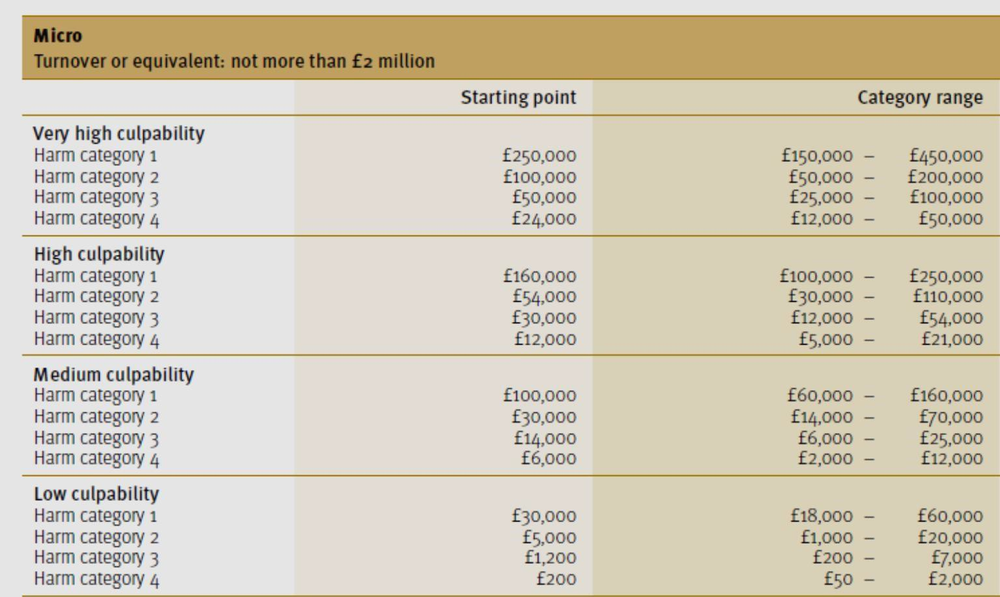 Micro
Turnover or equivalent: not more than £2 million
Starting point Category range
Very high culpability
Harm category 1 £250,000 £150,000 – £450,000
Harm category 2 £100,000 £50,000 – £200,000
Harm category 3 £50,000 £25,000 – £100,000
Harm category 4 £24,000 £12,000 – £50,000
High culpability
Harm category 1 £160,000 £100,000 – £250,000
Harm category 2 £54,000 £30,000 – £110,000
Harm category 3 £30,000 £12,000 – £54,000
Harm category 4 £12,000 £5,000 – £21,000
Medium culpability
Harm category 1 £100,000 £60,000 – £160,000
Harm category 2 £30,000 £14,000 – £70,000
Harm category 3 £14,000 £6,000 – £25,000
Harm category 4 £6,000 £2,000 – £12,000
Low culpability
Harm category 1 £30,000 £18,000 – £60,000
Harm category 2 £5,000 £1,000 – £20,000
Harm category 3 £1,200 £200 – £7,000
Harm category 4 £200 £50 – £2,000